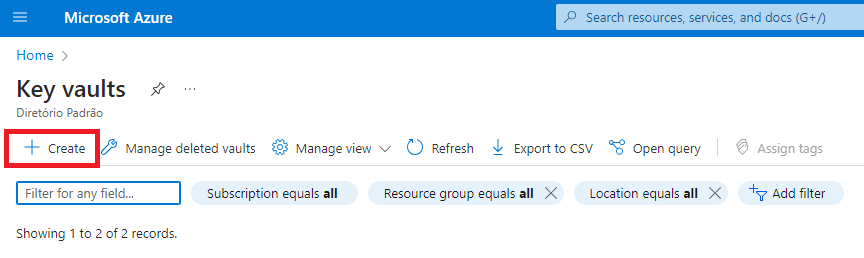 Microsoft Azure
Search resources, services, and docs (G+/)
Home
Key vaults
Diretório Padrão
Create Manage deleted vaults Manage view Refresh Export to CSV Open query Assign tags
Filter for any field... Subscription equals all Resource group equals all Location equals all Add filter
Showing 1 to 2 of 2 records.